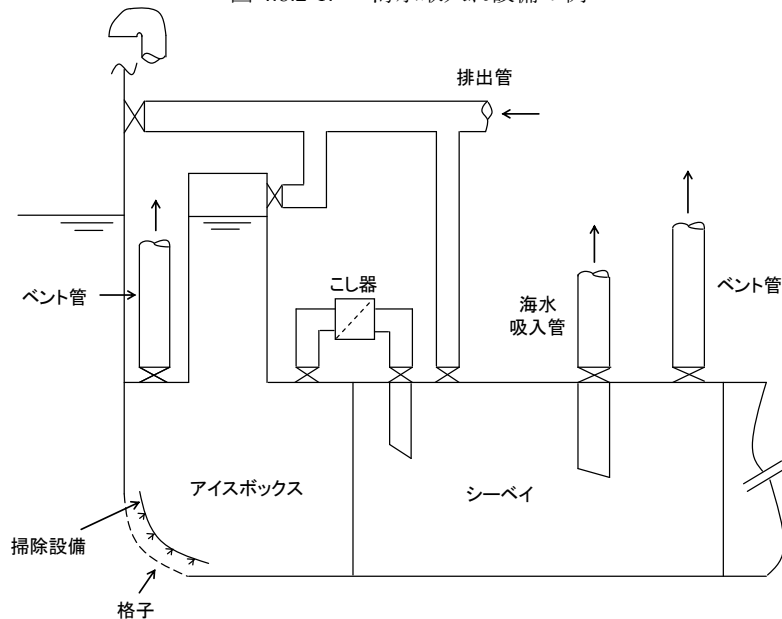 排出管
ベント管
こし器
海水
吸入管
ベント管
アイスボックス
シーベイ
掃除設備
格子